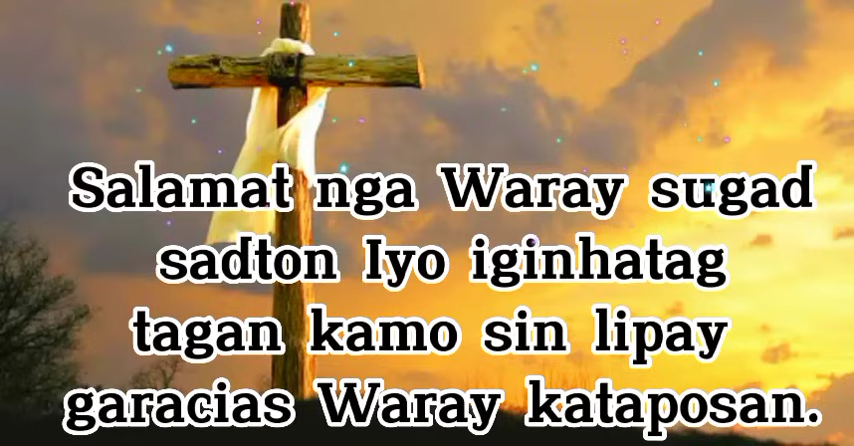 Salamat nga Waray sugad
sadton Iyo iginhatag
tagan kamo sin lipay
garacias Waray kataposan.